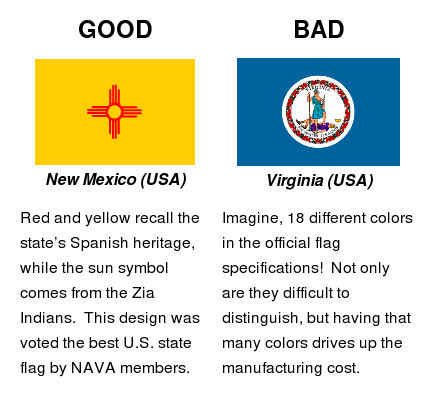 GOOD
BAD
VIRGINIA
New Mexico (USA)
Virginia (USA)
Red and yellow recall the
state's Spanish heritage,
while the sun symbol
comes from the Zia
Indians.  This design was
voted the best U.S. state
flag by NAVA members.
Imagine, 18 different colors
in the official flag
specifications!  Not only
are they difficult to
distinguish, but having that
many colors drives up the
manufacturing cost.